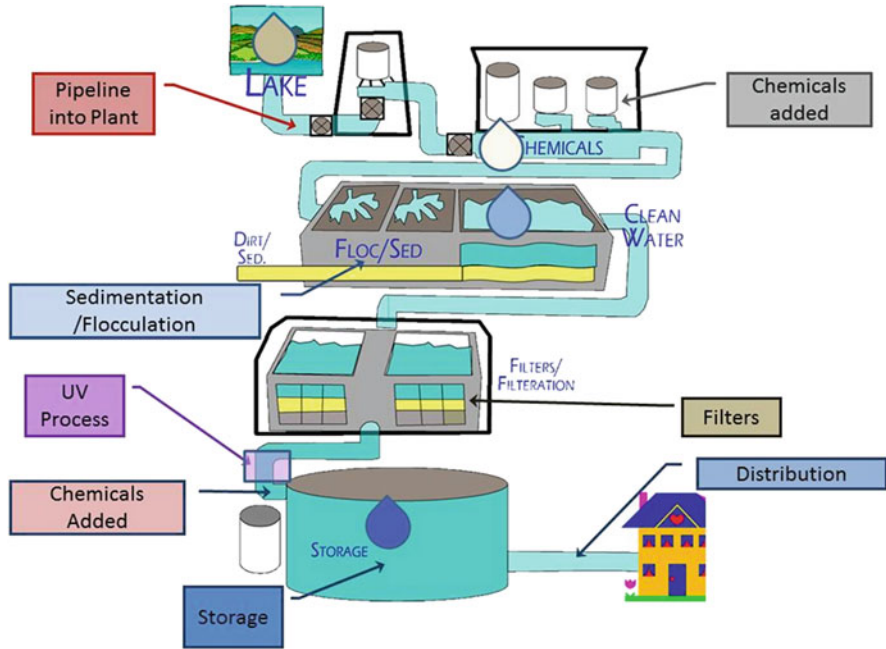 LAKE
Pipeline
into Plant
Chemicals
added
CHEMICALS
CLEAN
WATER
DIRT/
SED.
FLOC/SED
Sedimentation
/Flocculation
FILTERS/
FILTERATION
UV
Process
Filters
Distribution
Chemicals
Added
STORAGE
Storage